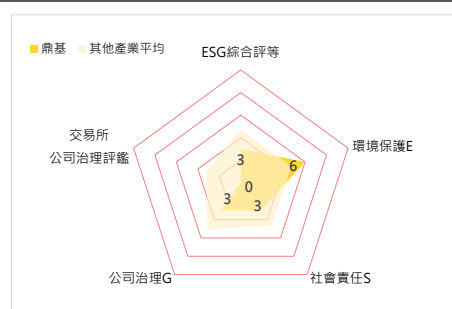 鼎基 其他產業平均
ESG綜合評等
交易所
公司治理評鑑
環境保護E
3
6
0
3
3
公司治理G
社會責任S